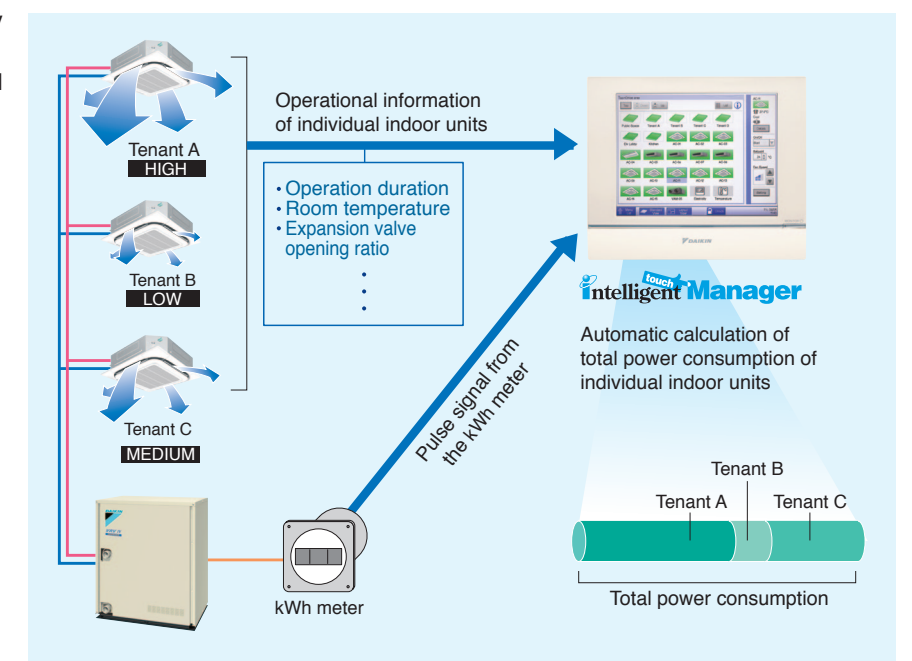 Tenant A
HIGH
Tenant B
LOW
Tenant C
MEDIUM
Operational information
of individual indoor units
• Operation duration
• Room temperature
• Expansion valve
opening ratio
Pulse signal from
the kWh meter
kWh meter
DAIKIN
intelligent touch Manager
Automatic calculation of
total power consumption of
individual indoor units
Tenant B
Tenant A
Tenant C
Total power consumption